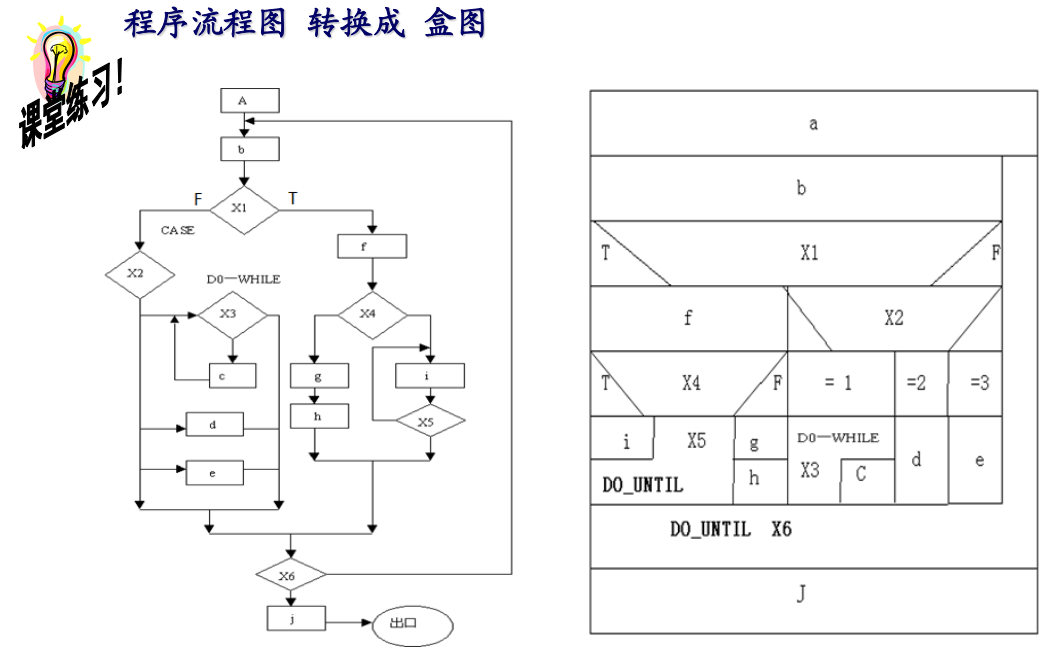 程序流程图 转换成 盒图
课堂练习!
A
b
F
X1
T
CASE
f
X2
D0—WHILE
X3
X4
c
g
i
h
X5
d
e
X6
j
出口
a
b
T
X1
F
f
X2
T
X4
F
= 1
=2
=3
i
X5
g
D0—WHILE
d
e
X3
C
h
DO_UNTIL
DO_UNTIL X6
J